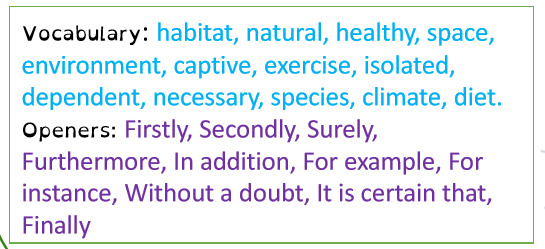 Vocabulary: habitat, natural, healthy, space,
environment, captive, exercise, isolated,
dependent, necessary, species, climate, diet.
Openers: Firstly, Secondly, Surely,
Furthermore, In addition, For example, For
instance, Without a doubt, It is certain that,
Finally